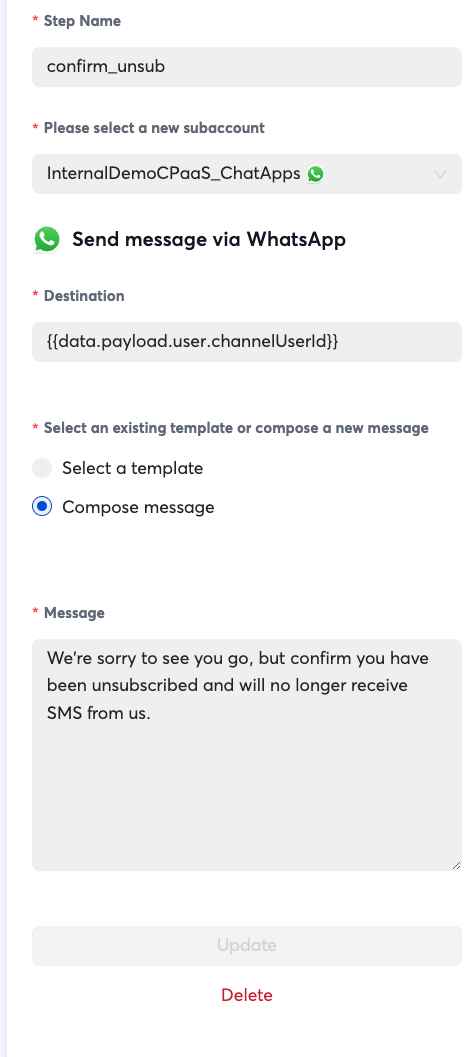 * Step Name
confirm_unsub
* Please select a new subaccount
InternalDemoCPaaS_ChatApps
Send message via WhatsApp
* Destination
{{data.payload.user.channelUserId}}
* Select an existing template or compose a new message
Select a template
Compose message
* Message
We're sorry to see you go, but confirm you have
been unsubscribed and will no longer receive
SMS from us.
Update
Delete